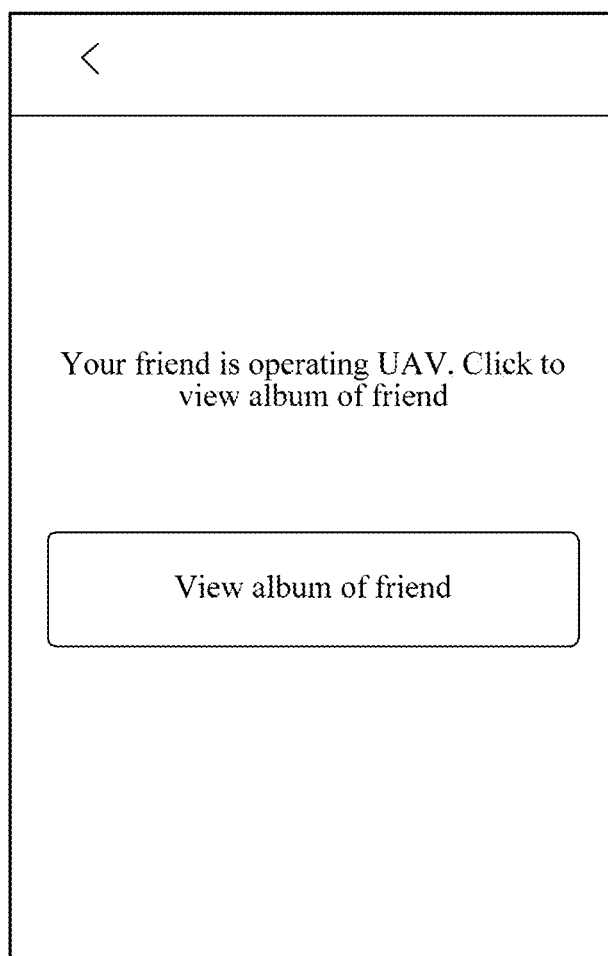 Your friend is operating UAV. Click to
view album of friend
View album of friend